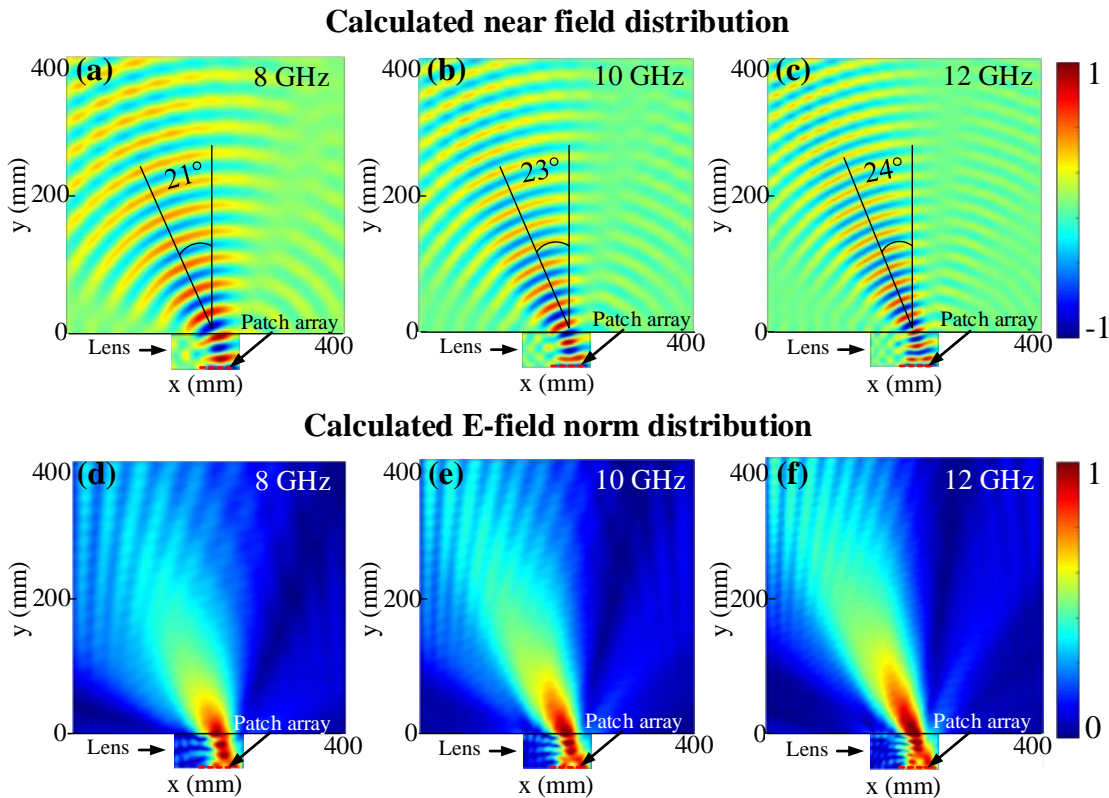 Calculated near field distribution
(a) 8 GHz
(b) 10 GHz
(c) 12 GHz
400
200
0
y (mm)
21°
Lens
Patch array
400
x (mm)
400
200
0
y (mm)
23°
Lens
Patch array
400
x (mm)
400
200
0
y (mm)
24°
Lens
Patch array
400
x (mm)
1
-1
Calculated E-field norm distribution
(d) 8 GHz
(e) 10 GHz
(f) 12 GHz
400
200
0
y (mm)
Lens
Patch array
400
x (mm)
400
200
0
y (mm)
Lens
Patch array
400
x (mm)
400
200
0
y (mm)
Lens
Patch array
400
x (mm)
1
0